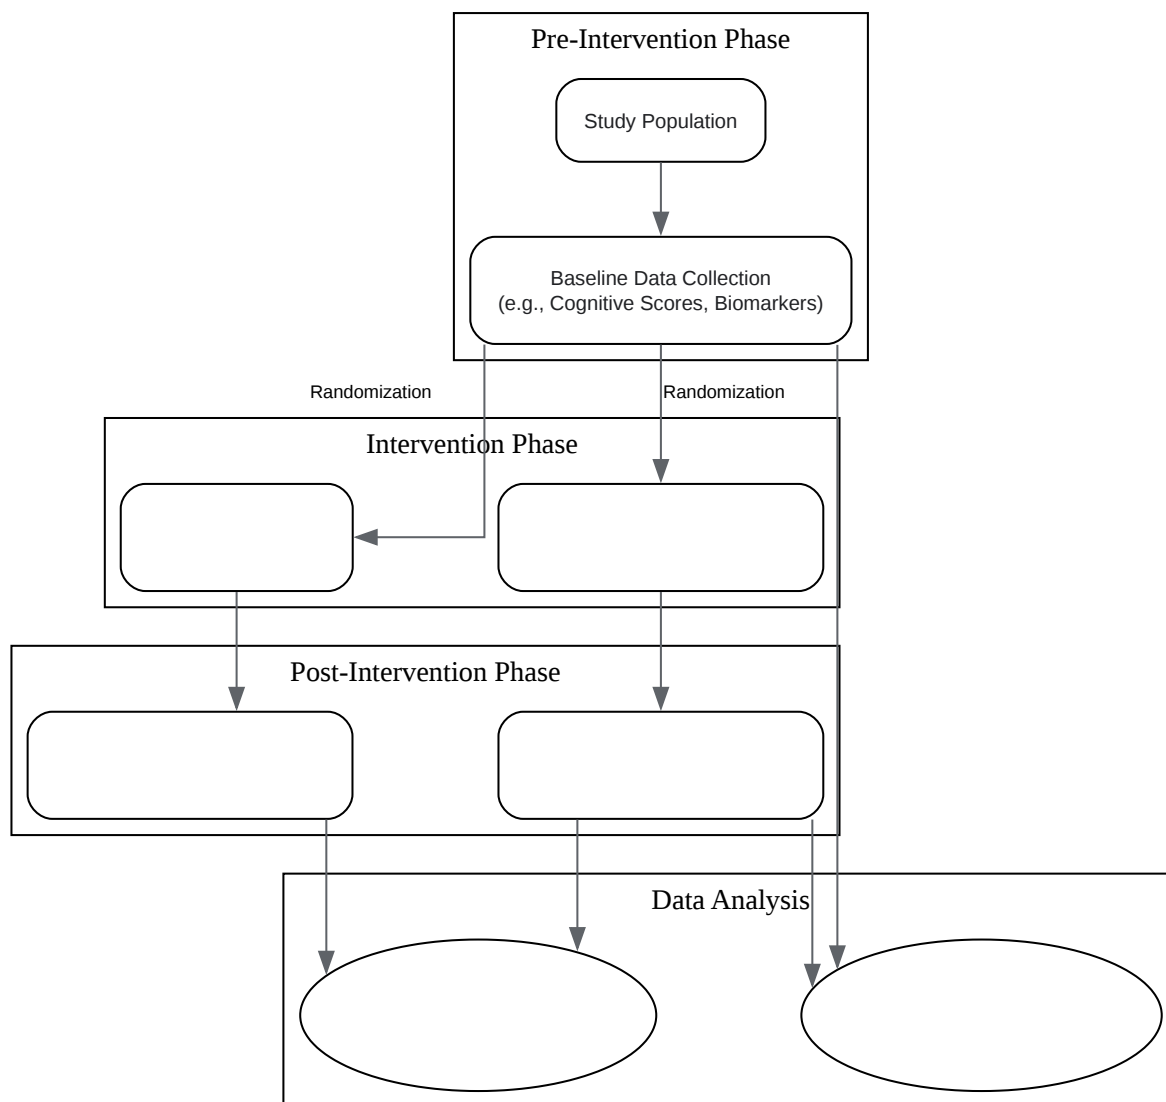 Pre-Intervention Phase
Study Population
Baseline Data Collection
(e.g., Cognitive Scores, Biomarkers)
Randomization
Randomization
Intervention Phase
Post-Intervention Phase
Data Analysis